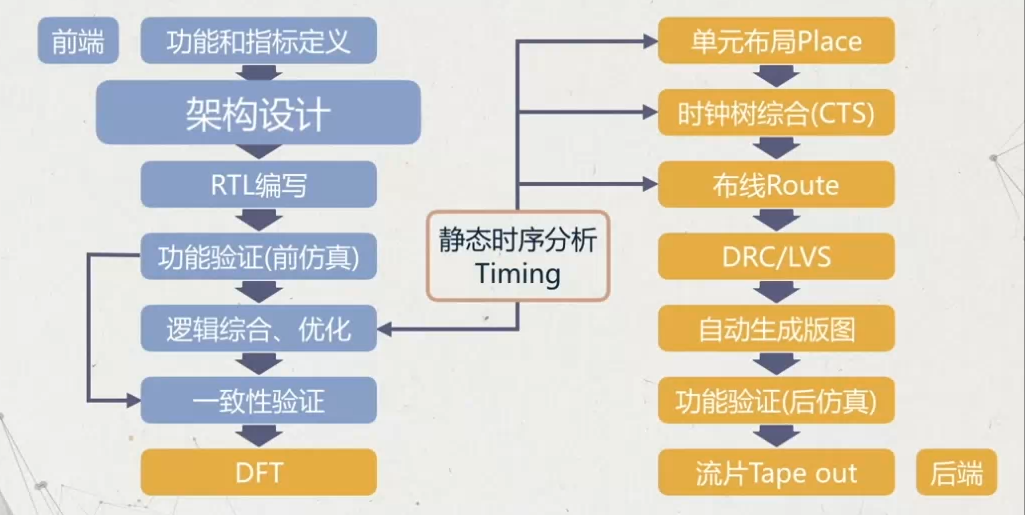 前端
功能和指标定义
架构设计
RTL编写
功能验证(前仿真)
逻辑综合、优化
一致性验证
DFT
静态时序分析
Timing
单元布局Place
时钟树综合(CTS)
布线Route
DRC/LVS
自动生成版图
功能验证(后仿真)
流片Tape out
后端